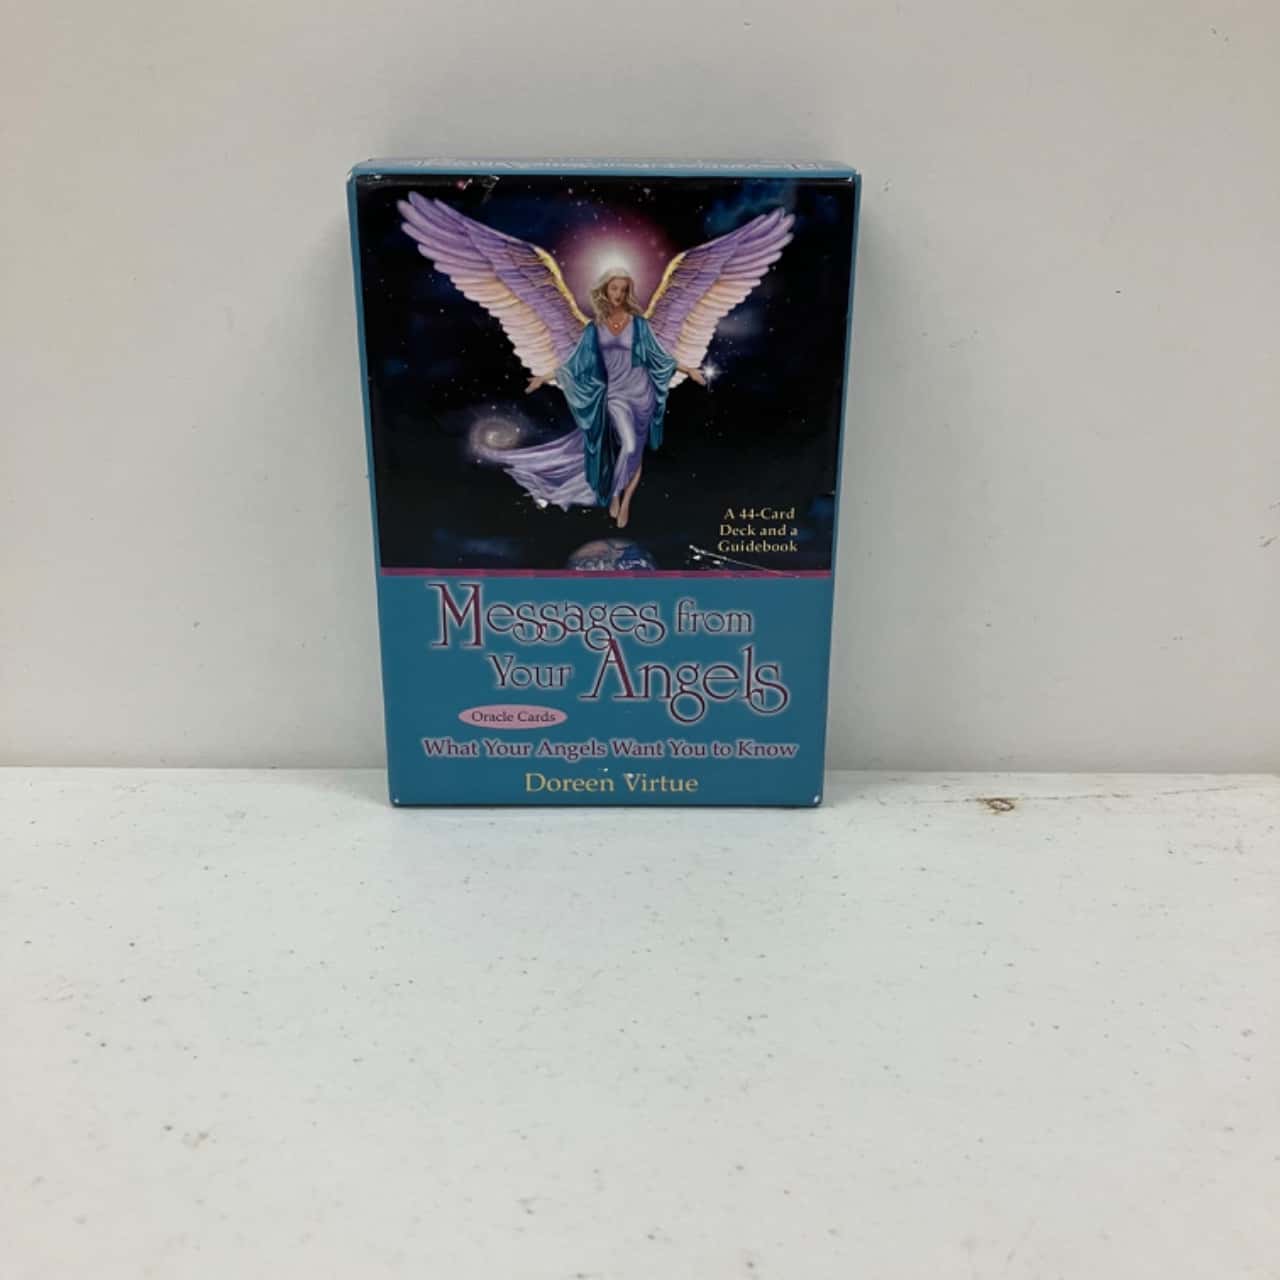 A 44-Card
Deck and a
Guidebook
Messages from
Your Angels
Oracle Cards
What Your Angels Want You to Know
Doreen Virtue